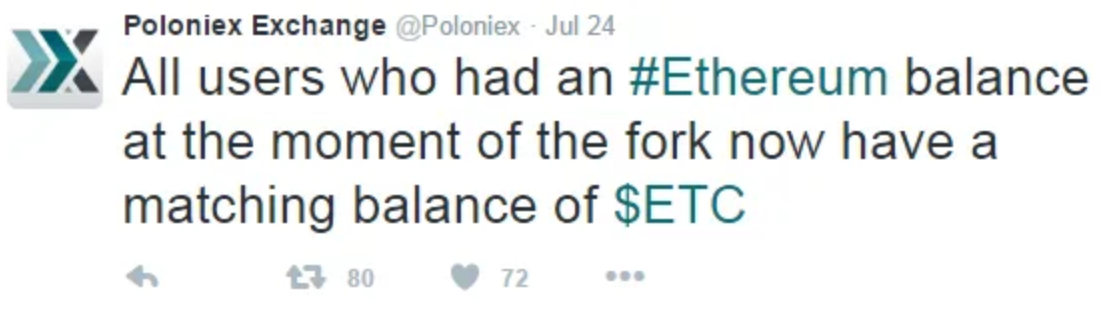 Poloniex Exchange @Poloniex · Jul 24
All users who had an #Ethereum balance
at the moment of the fork now have a
matching balance of $ETC
80 72